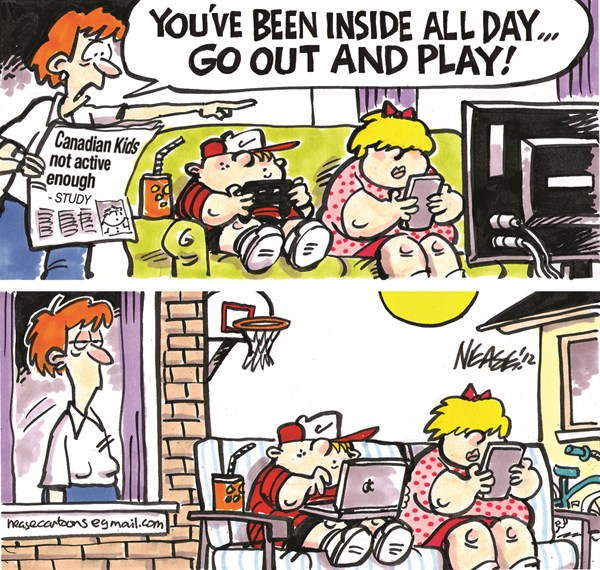 YOU'VE BEEN INSIDE ALL DAY...
GO OUT AND PLAY!
Canadian Kids
not active
enough
- STUDY
NEASE '12
neasecartoons@gmail.com